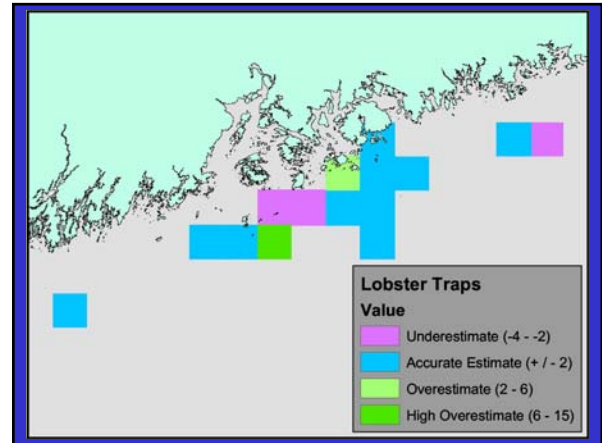 Lobster Traps
Value
Underestimate (-4 - -2)
Accurate Estimate (+ / - 2)
Overestimate (2 - 6)
High Overestimate (6 - 15)